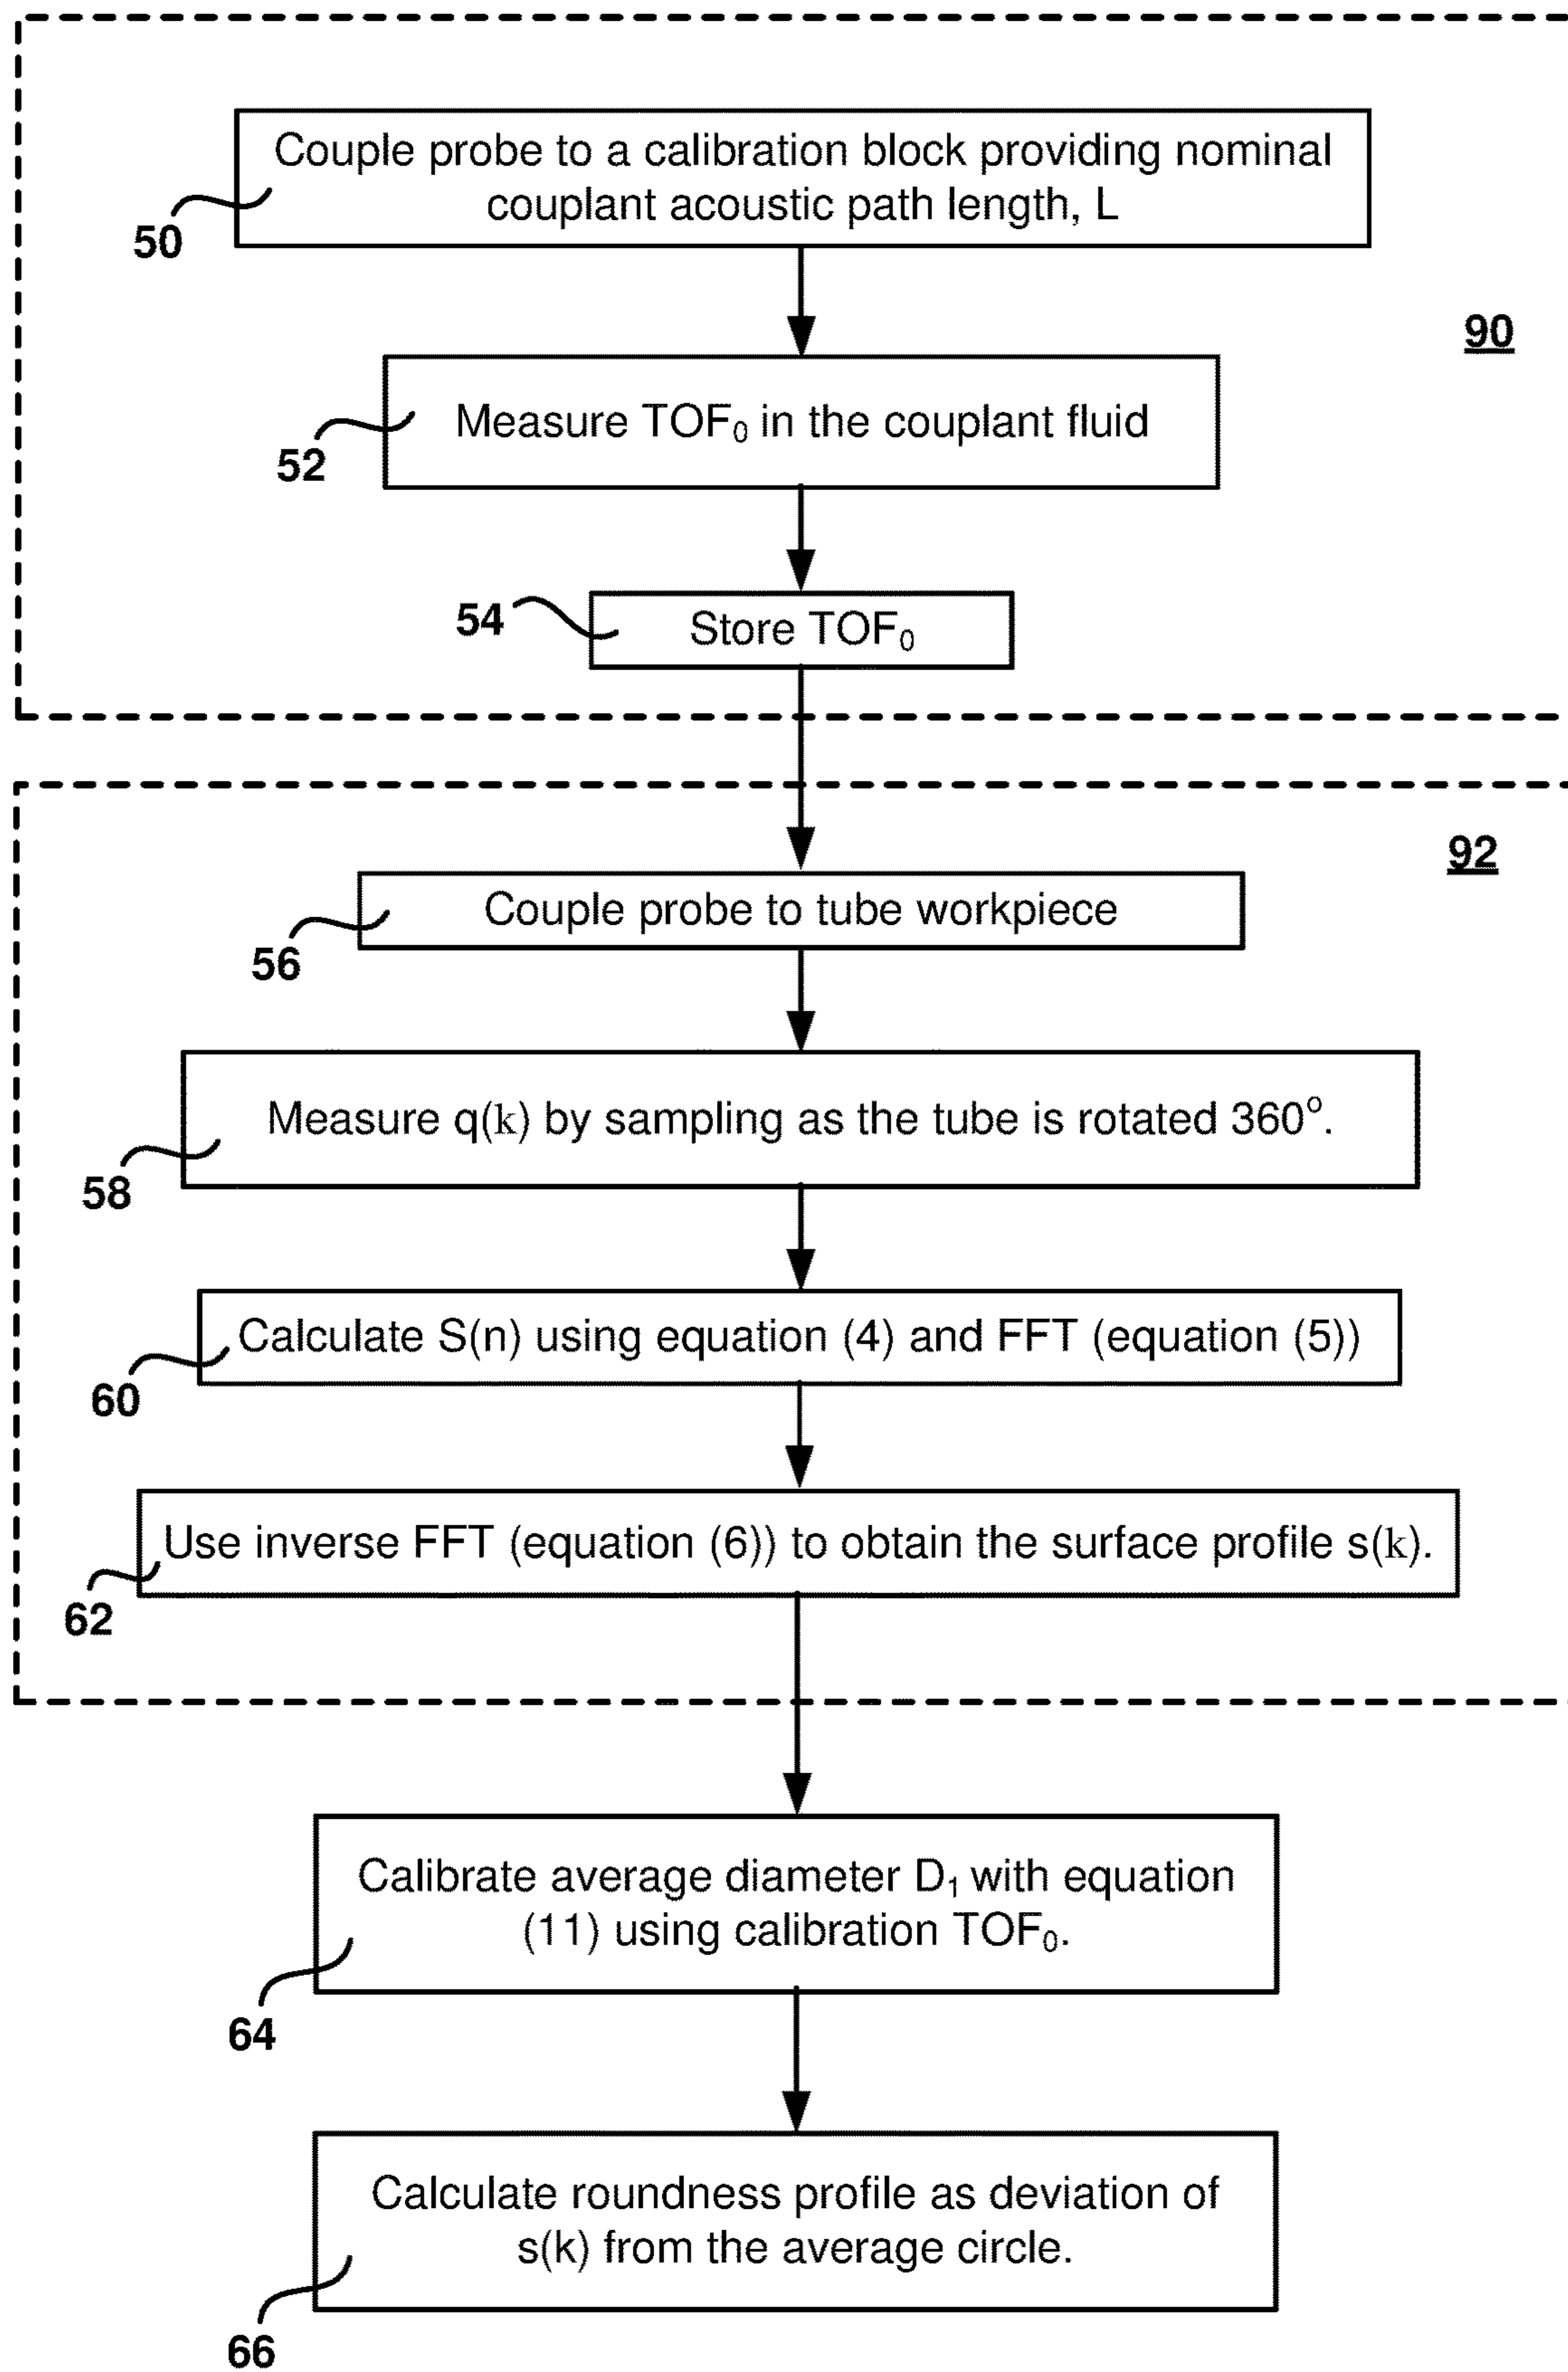 Couple probe to a calibration block providing nominal
couplant acoustic path length, L
50
90
Measure TOF₀ in the couplant fluid
52
54
Store TOF₀
92
Couple probe to tube workpiece
56
Measure q(k) by sampling as the tube is rotated 360°.
58
Calculate S(n) using equation (4) and FFT (equation (5))
60
Use inverse FFT (equation (6)) to obtain the surface profile s(k).
62
Calibrate average diameter D₁ with equation
(11) using calibration TOF₀.
64
Calculate roundness profile as deviation of
s(k) from the average circle.
66